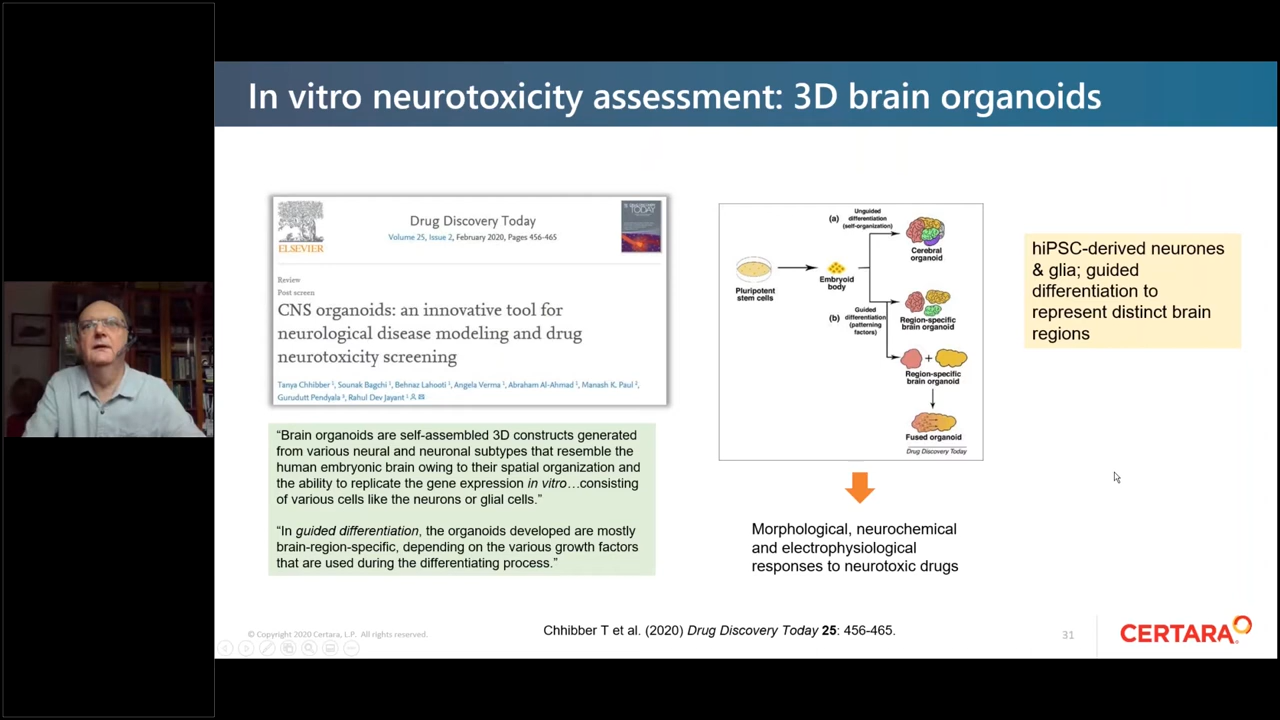 In vitro neurotoxicity assessment: 3D brain organoids
ELSEVIER
Drug Discovery Today
Volume 25, Issue 2, February 2020, Pages 456-465
Review
Post screen
CNS organoids: an innovative tool for
neurological disease modeling and drug
neurotoxicity screening
Tanya Chhibber 1, Sounak Bagchi 1, Behnaz Lahooti 1, Angela Verma 1, Abraham Al-Ahmad 1, Manash K. Paul 2,
Gurudutt Pendyala 3, Rahul Dev Jayant 1
“Brain organoids are self-assembled 3D constructs generated
from various neural and neuronal subtypes that resemble the
human embryonic brain owing to their spatial organization and
the ability to replicate the gene expression in vitro…consisting
of various cells like the neurons or glial cells.”
“In guided differentiation, the organoids developed are mostly
brain-region-specific, depending on the various growth factors
that are used during the differentiating process.”
Pluripotent
stem cells
Embryoid
body
(a)
Unguided
differentiation
(self-organization)
Cerebral
organoid
(b)
Guided
differentiation
(patterning
factors)
Region-specific
brain organoid
+
Region-specific
brain organoid
Fused organoid
Drug Discovery Today
Morphological, neurochemical
and electrophysiological
responses to neurotoxic drugs
hiPSC-derived neurones
& glia; guided
differentiation to
represent distinct brain
regions
© Copyright 2020 Certara, L.P. All rights reserved.
Chhibber T et al. (2020) Drug Discovery Today 25: 456-465.
31
CERTARA